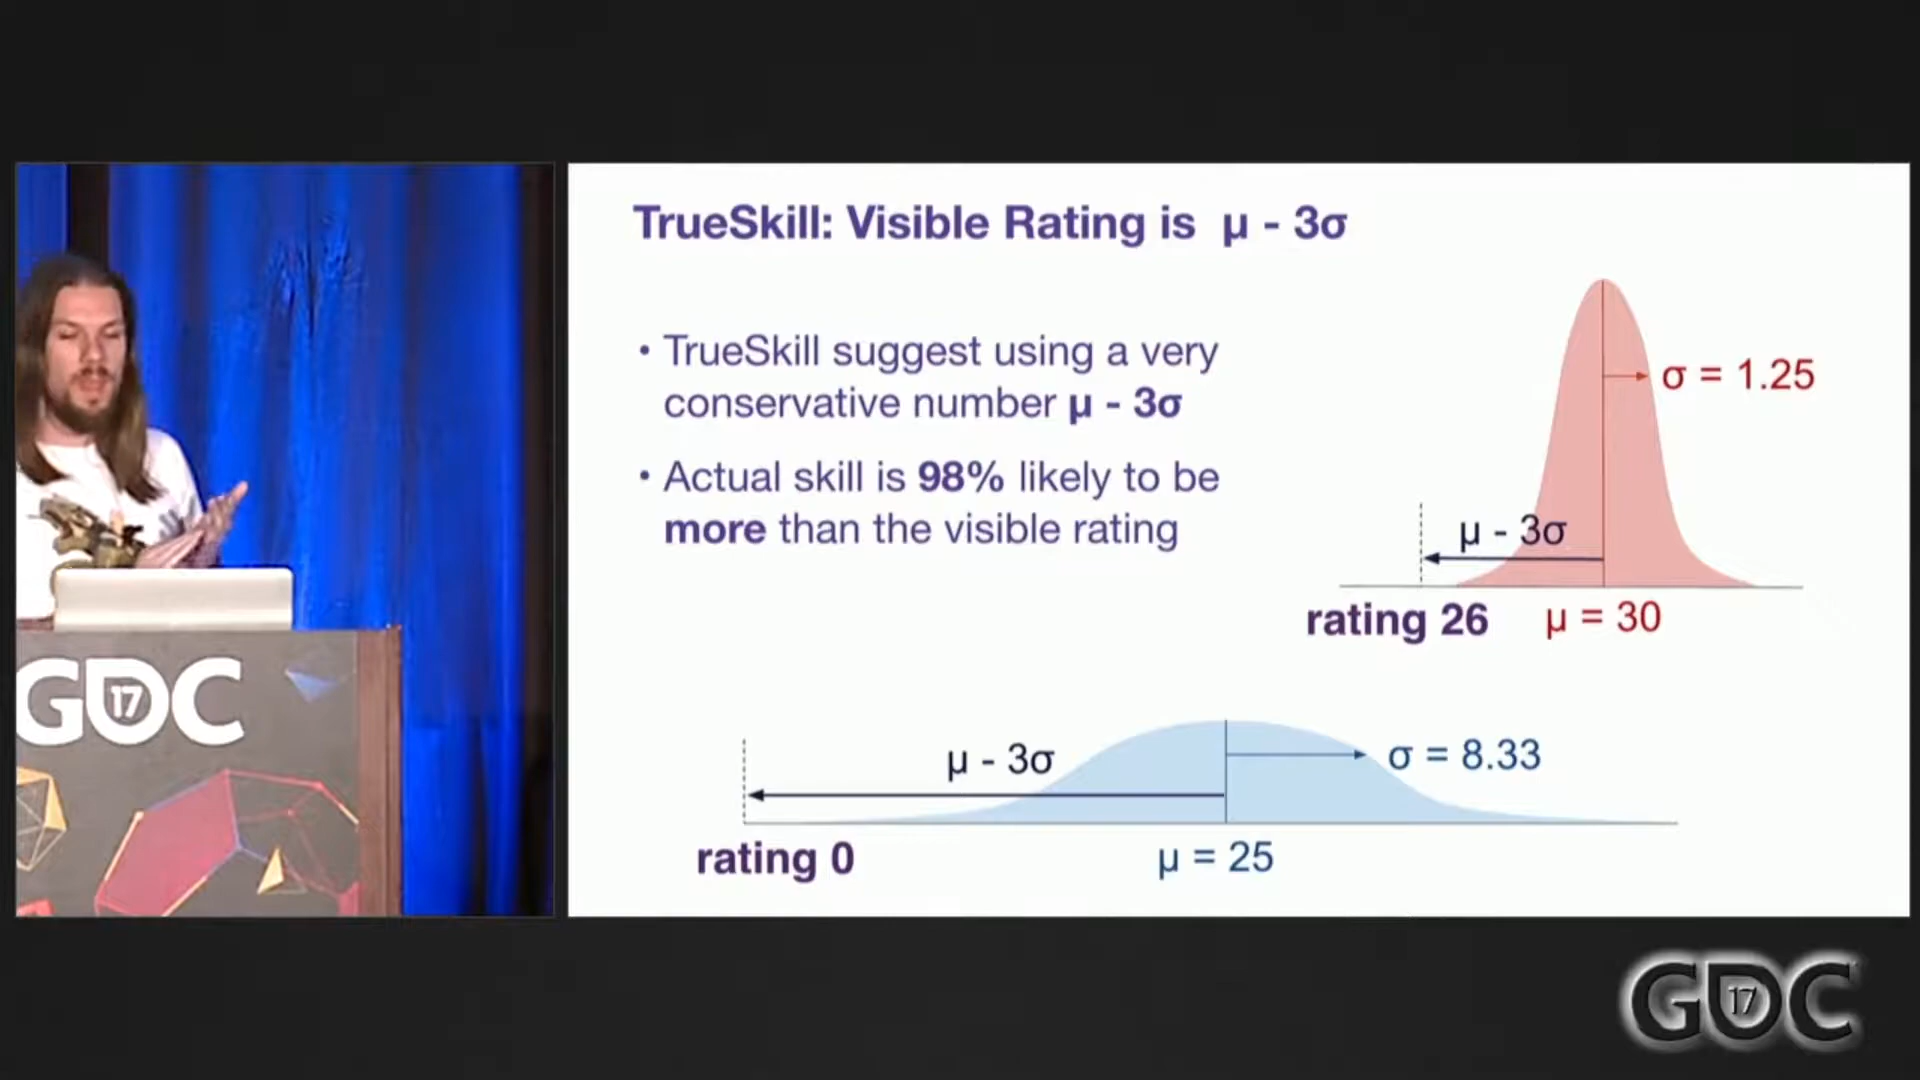 TrueSkill: Visible Rating is μ - 3σ
• TrueSkill suggest using a very
conservative number μ - 3σ
• Actual skill is 98% likely to be
more than the visible rating
σ = 1.25
μ - 3σ
rating 26
μ = 30
μ - 3σ
σ = 8.33
rating 0
μ = 25
GDC
17
GDC
17